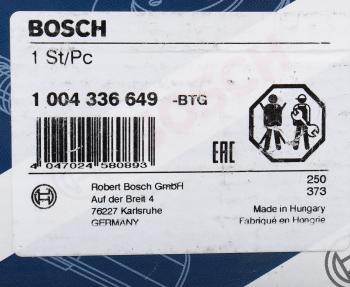 BOSCH
1 St/Pc
1 004 336 649 -BTG
4 047024 580893
EAC
Robert Bosch GmbH
Auf der Breit 4
76227 Karlsruhe
GERMANY
250
373
Made in Hungary
Fabriqué en Hongrie